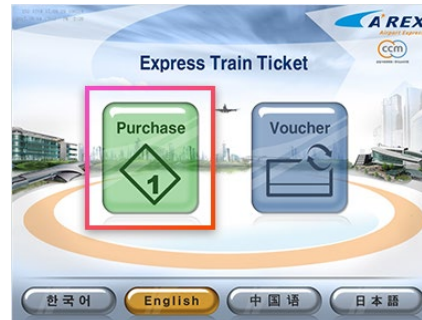 A'REX
Airport Express
ccm
Express Train Ticket
Purchase
1
Voucher
한국어
English
中国语
日本語